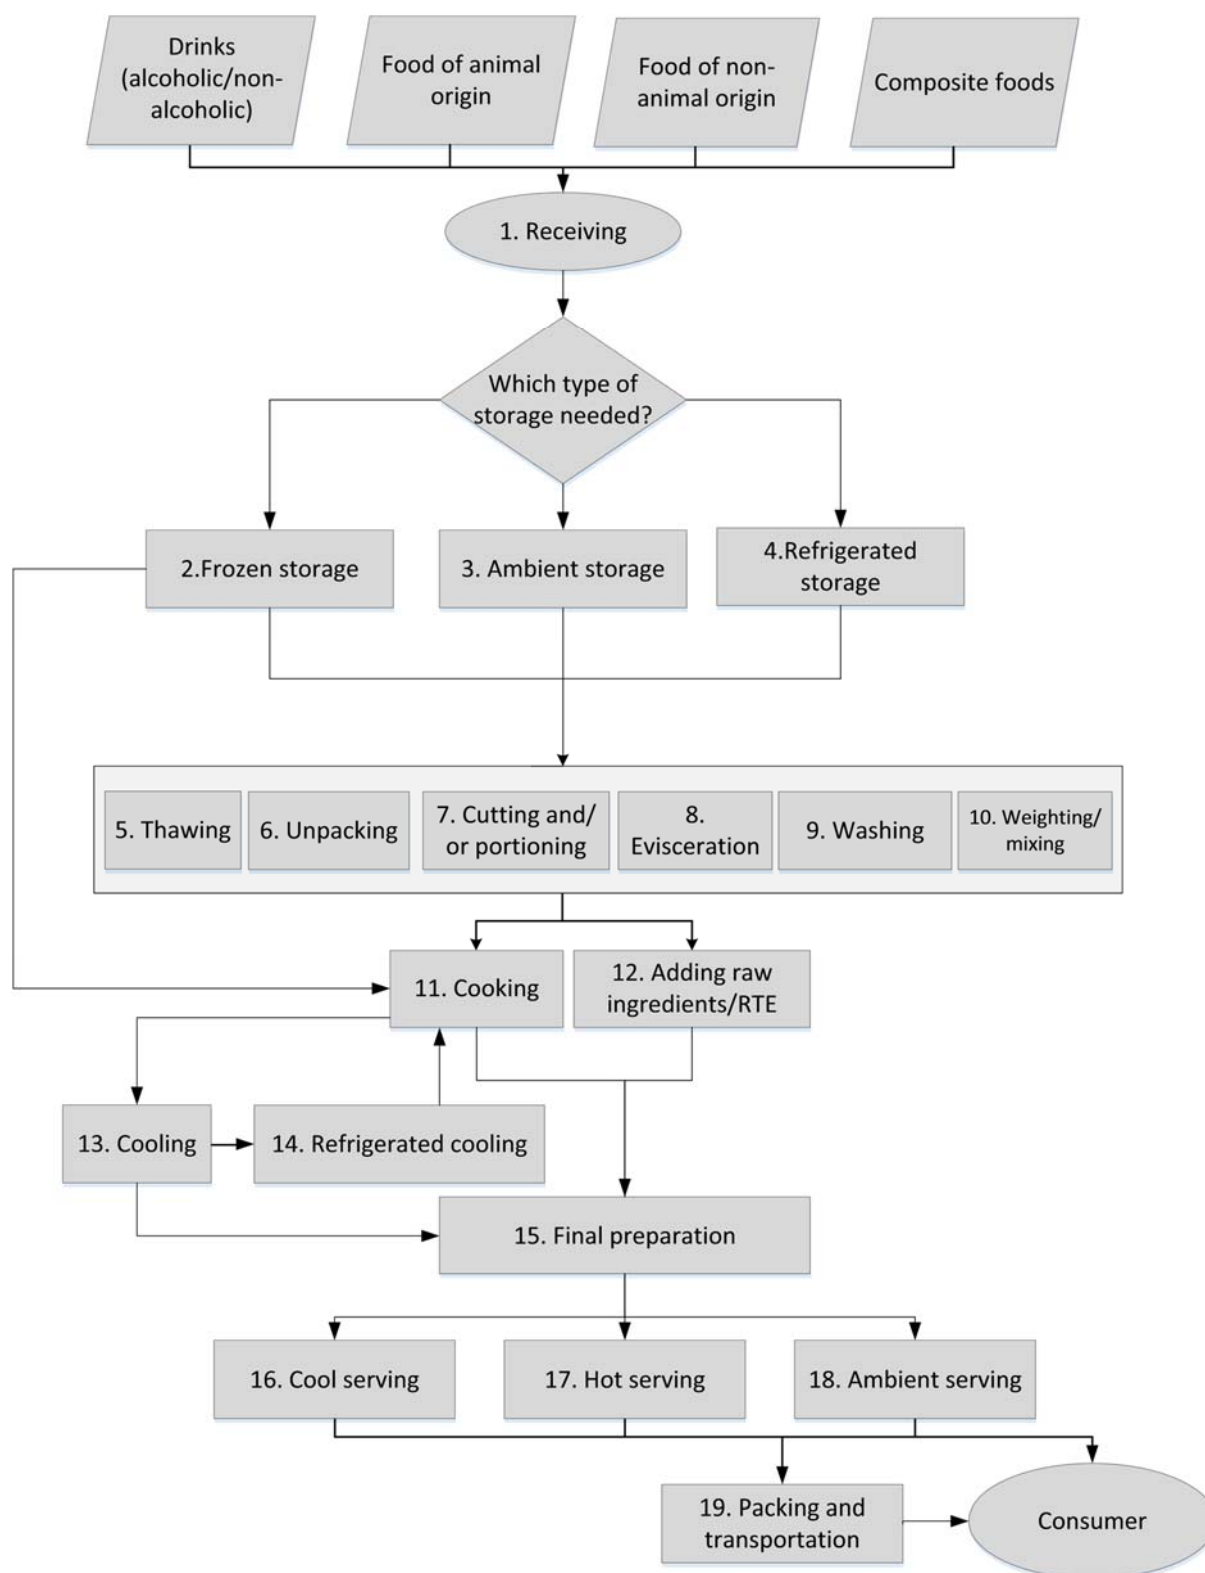 Drinks
(alcoholic/non-
alcoholic)
Food of animal
origin
Food of non-
animal origin
Composite foods
1. Receiving
Which type of
storage needed?
2.Frozen storage
3. Ambient storage
4.Refrigerated
storage
5. Thawing
6. Unpacking
7. Cutting and/
or portioning
8.
Evisceration
9. Washing
10. Weighting/
mixing
11. Cooking
12. Adding raw
ingredients/RTE
13. Cooling
14. Refrigerated cooling
15. Final preparation
16. Cool serving
17. Hot serving
18. Ambient serving
19. Packing and
transportation
Consumer